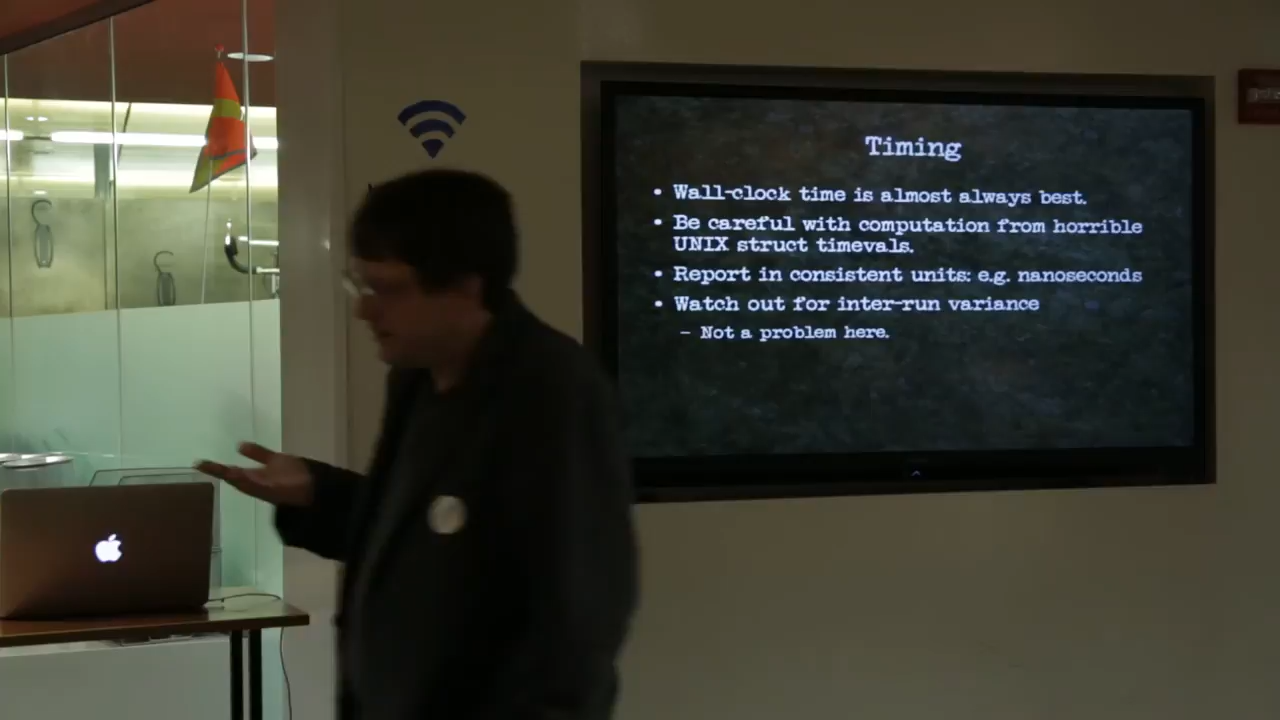 Timing
• Wall-clock time is almost always best.
• Be careful with computation from horrible
UNIX struct timevals.
• Report in consistent units: e.g. nanoseconds
• Watch out for inter-run variance
– Not a problem here.